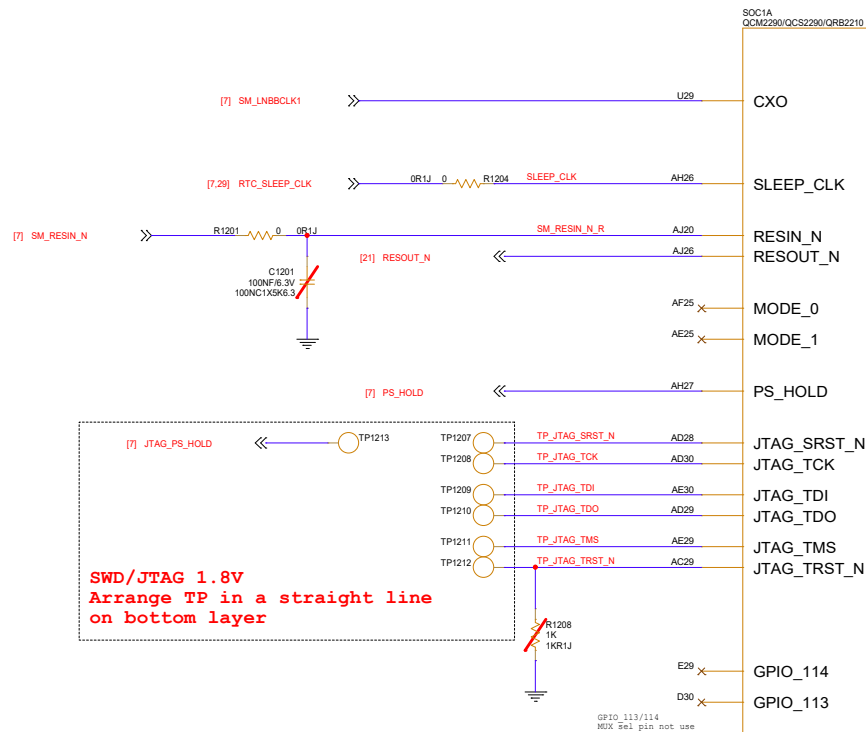 SOC1A
QCM2290/QCS2290/QRB2210
[7] SM_LNBBCLK1
U29
CXO
[7,29] RTC_SLEEP_CLK
0R1J 0 R1204
SLEEP_CLK
AH26
SLEEP_CLK
[7] SM_RESIN_N
R1201 0 0R1J
SM_RESIN_N_R
AJ20
RESIN_N
[21] RESOUT_N
AJ26
RESOUT_N
C1201
100NF/6.3V
100NC1X5K6.3
AF25
MODE_0
AE25
MODE_1
[7] PS_HOLD
AH27
PS_HOLD
[7] JTAG_PS_HOLD
TP1213
TP1207
TP_JTAG_SRST_N
AD28
JTAG_SRST_N
TP1208
TP_JTAG_TCK
AD30
JTAG_TCK
TP1209
TP_JTAG_TDI
AE30
JTAG_TDI
TP1210
TP_JTAG_TDO
AD29
JTAG_TDO
TP1211
TP_JTAG_TMS
AE29
JTAG_TMS
TP1212
TP_JTAG_TRST_N
AC29
JTAG_TRST_N
SWD/JTAG 1.8V
Arrange TP in a straight line
on bottom layer
R1208
1K
1KR1J
E29
GPIO_114
D30
GPIO_113
GPIO_113/114
MUX sel pin not use